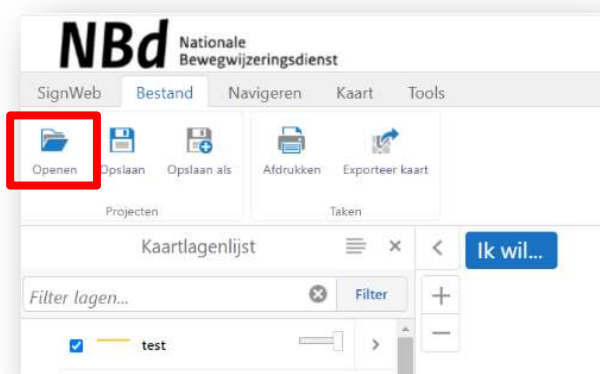 NBd Nationale
Bewegwijzeringsdienst
SignWeb Bestand Navigeren Kaart Tools
Openen Opslaan Opslaan als Afdrukken Exporteer kaart
Projecten Taken
Kaartlagenlijst Ik wil...
Filter lagen... Filter
test